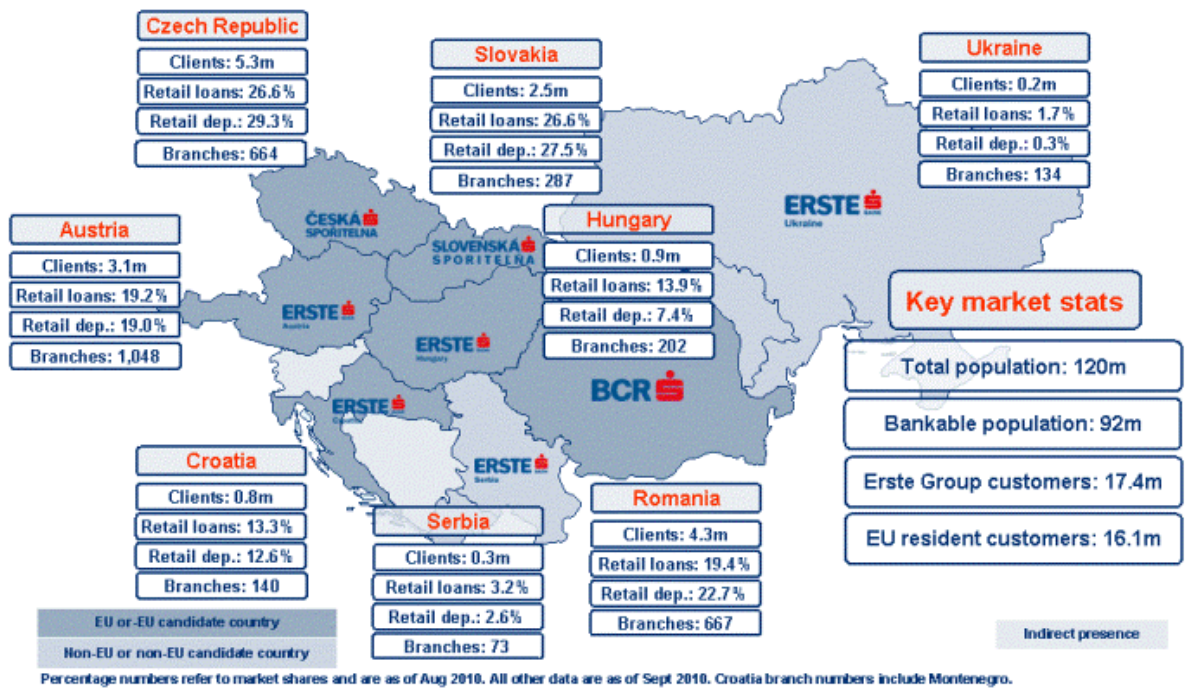 Czech Republic
Clients: 5.3m
Retail loans: 26.6%
Retail dep.: 29.3%
Branches: 664
Slovakia
Clients: 2.5m
Retail loans: 26.6%
Retail dep.: 27.5%
Branches: 287
Ukraine
Clients: 0.2m
Retail loans: 1.7%
Retail dep.: 0.3%
Branches: 134
ČESKÁ
SPOŘITELNA
SLOVENSKÁ
SPORITEĽŇA
ERSTE BANK
Ukraine
Austria
Clients: 3.1m
Retail loans: 19.2%
Retail dep.: 19.0%
Branches: 1,048
Hungary
Clients: 0.9m
Retail loans: 13.9%
Retail dep.: 7.4%
Branches: 202
ERSTE BANK
Austria
ERSTE BANK
Hungary
BCR
ERSTE BANK
Croatia
ERSTE BANK
Serbia
Key market stats
Total population: 120m
Bankable population: 92m
Erste Group customers: 17.4m
EU resident customers: 16.1m
Croatia
Clients: 0.8m
Retail loans: 13.3%
Retail dep.: 12.6%
Branches: 140
Serbia
Clients: 0.3m
Retail loans: 3.2%
Retail dep.: 2.6%
Branches: 73
Romania
Clients: 4.3m
Retail loans: 19.4%
Retail dep.: 22.7%
Branches: 667
EU or-EU candidate country
Non-EU or non-EU candidate country
Indirect presence
Percentage numbers refer to market shares and are as of Aug 2010. All other data are as of Sept 2010. Croatia branch numbers include Montenegro.